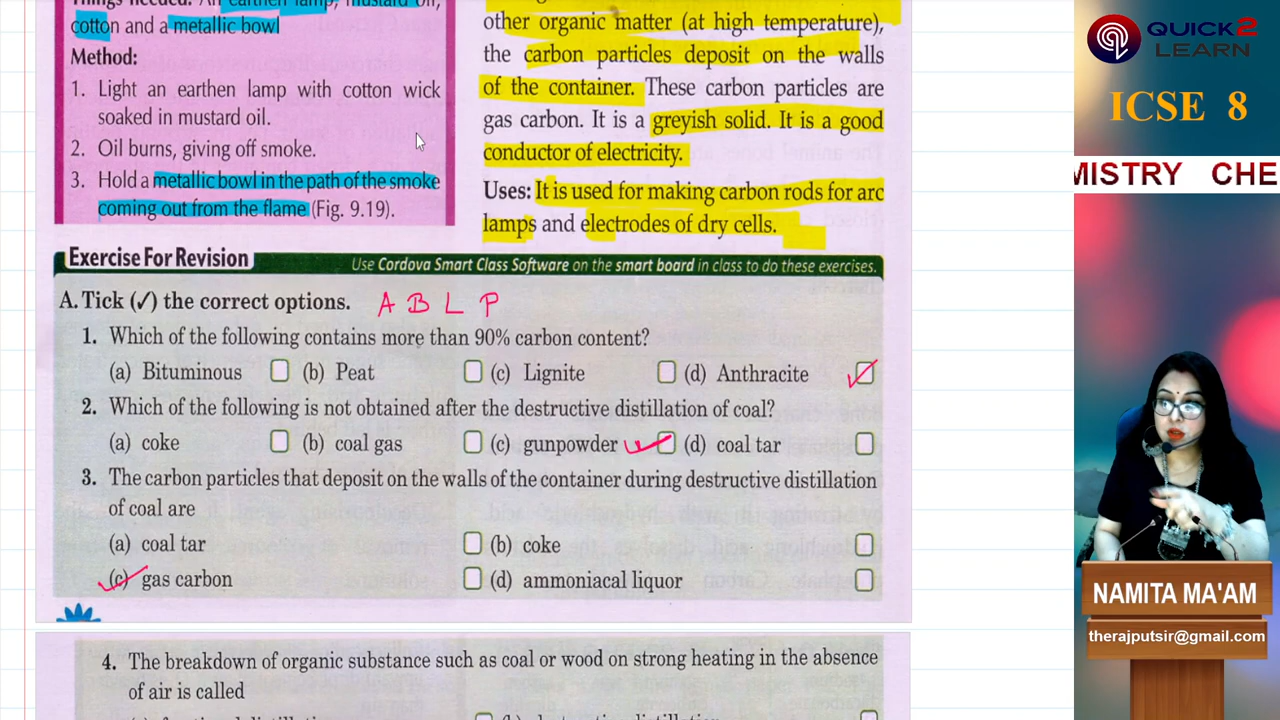 Things needed: An earthen lamp, mustard oil,
cotton and a metallic bowl
Method:
1. Light an earthen lamp with cotton wick
soaked in mustard oil.
2. Oil burns, giving off smoke.
3. Hold a metallic bowl in the path of the smoke
coming out from the flame (Fig. 9.19).
other organic matter (at high temperature),
the carbon particles deposit on the walls
of the container. These carbon particles are
gas carbon. It is a greyish solid. It is a good
conductor of electricity.
Uses: It is used for making carbon rods for arc
lamps and electrodes of dry cells.
Exercise For Revision
Use Cordova Smart Class Software on the smart board in class to do these exercises.
A. Tick (✓) the correct options. A B L P
1. Which of the following contains more than 90% carbon content?
(a) Bituminous (b) Peat (c) Lignite (d) Anthracite
2. Which of the following is not obtained after the destructive distillation of coal?
(a) coke (b) coal gas (c) gunpowder (d) coal tar
3. The carbon particles that deposit on the walls of the container during destructive distillation
of coal are
(a) coal tar (b) coke
(c) gas carbon (d) ammoniacal liquor
4. The breakdown of organic substance such as coal or wood on strong heating in the absence
of air is called
QUICK2
LEARN
ICSE 8
MISTRY CHE
NAMITA MA'AM
therajputsir@gmail.com